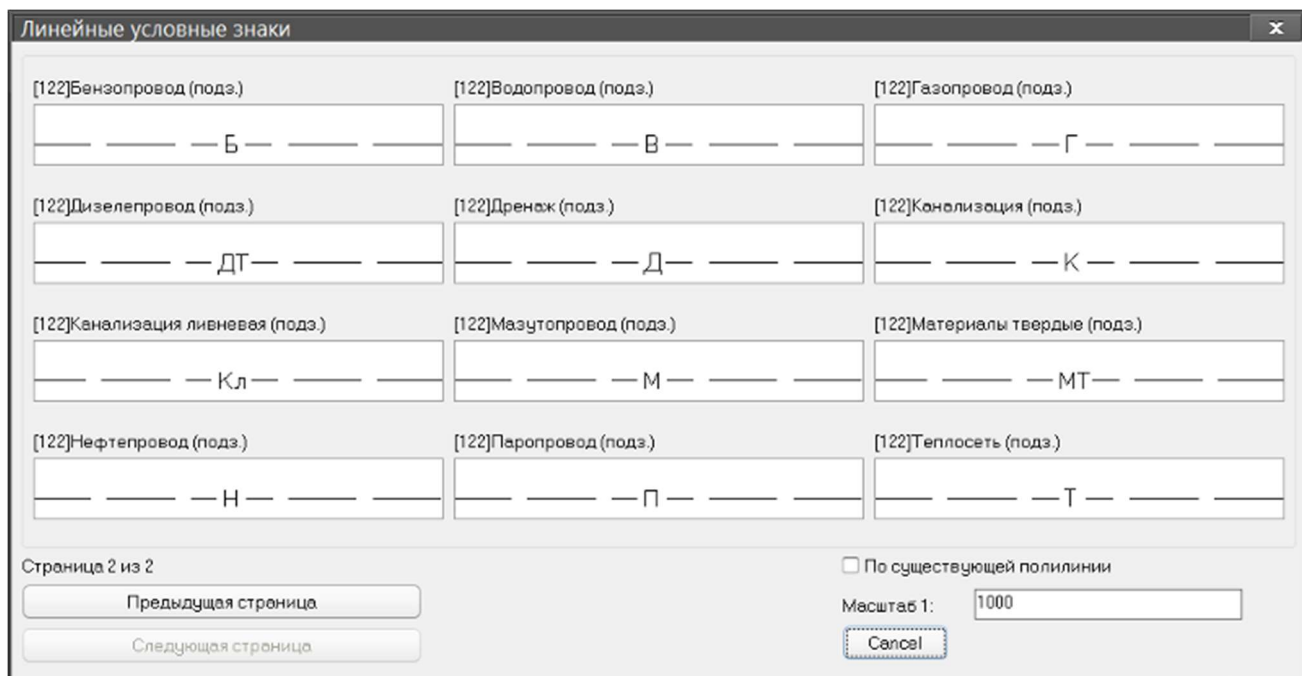 Линейные условные знаки x
[122]Бензопровод (подз.) [122]Водопровод (подз.) [122]Газопровод (подз.)
Б В Г
[122]Дизелепровод (подз.) [122]Дренаж (подз.) [122]Канализация (подз.)
ДТ Д К
[122]Канализация ливневая (подз.) [122]Мазутопровод (подз.) [122]Материалы твердые (подз.)
Кл М МТ
[122]Нефтепровод (подз.) [122]Паропровод (подз.) [122]Теплосеть (подз.)
Н П Т
Страница 2 из 2 По существующей полилинии
Предыдущая страница Масштаб 1: 1000
Следующая страница Cancel